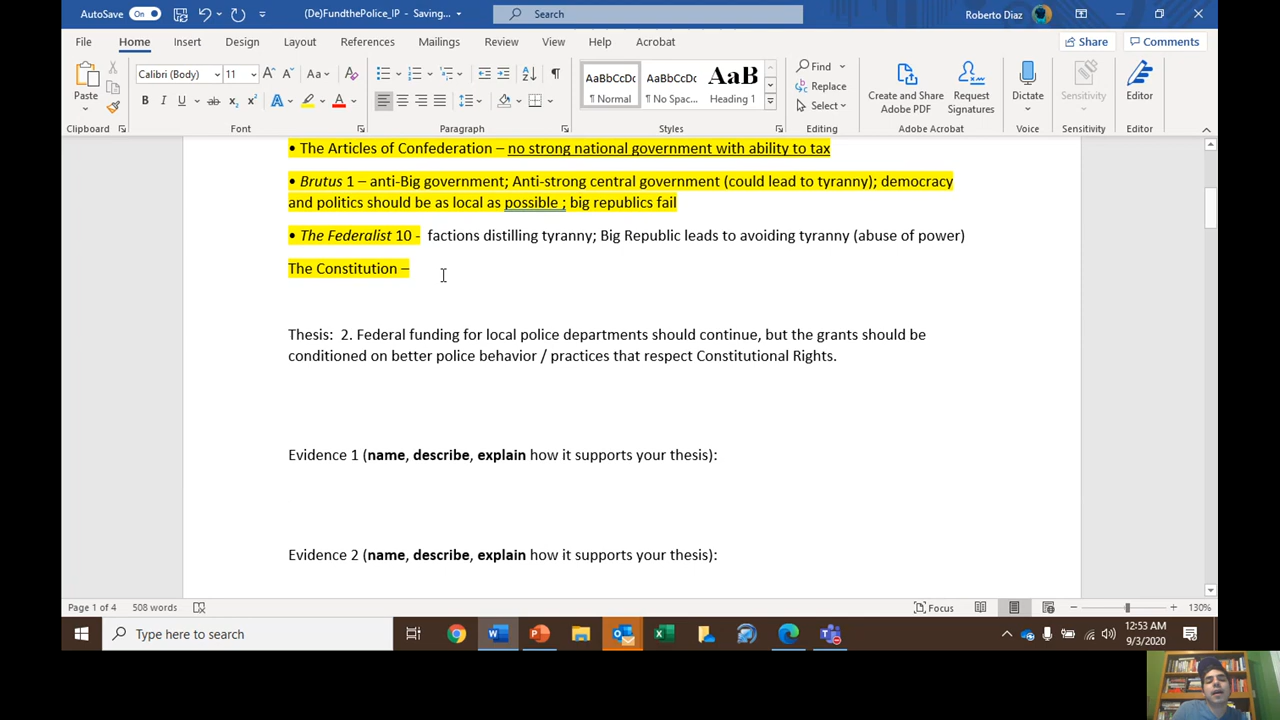 AutoSave On (De)FundthePolice_IP - Saving... Search Roberto Diaz
File Home Insert Design Layout References Mailings Review View Help Acrobat Share Comments
Calibri (Body) 11 Aa AaBbCcDc AaBbCcDc AaB Find
Paste B I U ab x₂ x² A A ¶ Normal ¶ No Spac... Heading 1 Replace Select Create and Share Adobe PDF Request Signatures Dictate Sensitivity Editor
Clipboard Font Paragraph Styles Editing Adobe Acrobat Voice Sensitivity Editor
• The Articles of Confederation – no strong national government with ability to tax
• Brutus 1 – anti-Big government; Anti-strong central government (could lead to tyranny); democracy
and politics should be as local as possible ; big republics fail
• The Federalist 10 - factions distilling tyranny; Big Republic leads to avoiding tyranny (abuse of power)
The Constitution –
Thesis: 2. Federal funding for local police departments should continue, but the grants should be
conditioned on better police behavior / practices that respect Constitutional Rights.
Evidence 1 (name, describe, explain how it supports your thesis):
Evidence 2 (name, describe, explain how it supports your thesis):
Page 1 of 4 508 words Focus 130%
Type here to search 12:53 AM
9/3/2020